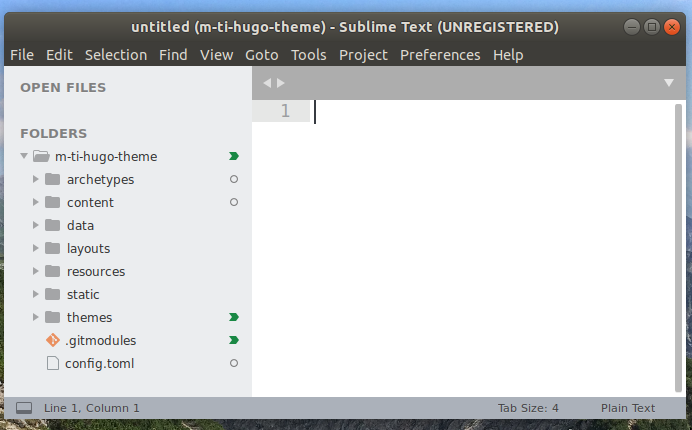 untitled (m-ti-hugo-theme) - Sublime Text (UNREGISTERED)
File Edit Selection Find View Goto Tools Project Preferences Help
OPEN FILES
FOLDERS
m-ti-hugo-theme
archetypes
content
data
layouts
resources
static
themes
.gitmodules
config.toml
1
Line 1, Column 1 Tab Size: 4 Plain Text